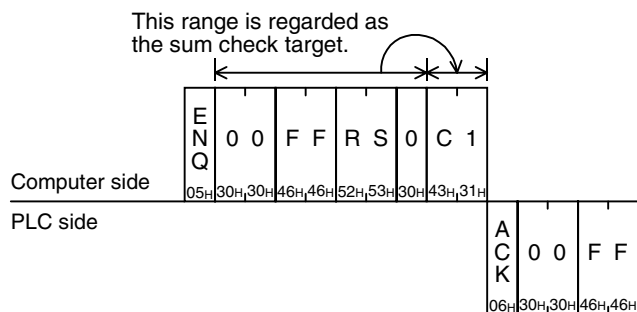 This range is regarded as
the sum check target.
E
N
Q
0 0 F F R S 0 C 1
05H 30H 30H 46H 46H 52H 53H 30H 43H 31H
Computer side
PLC side
A
C
K
0 0 F F
06H 30H 30H 46H 46H